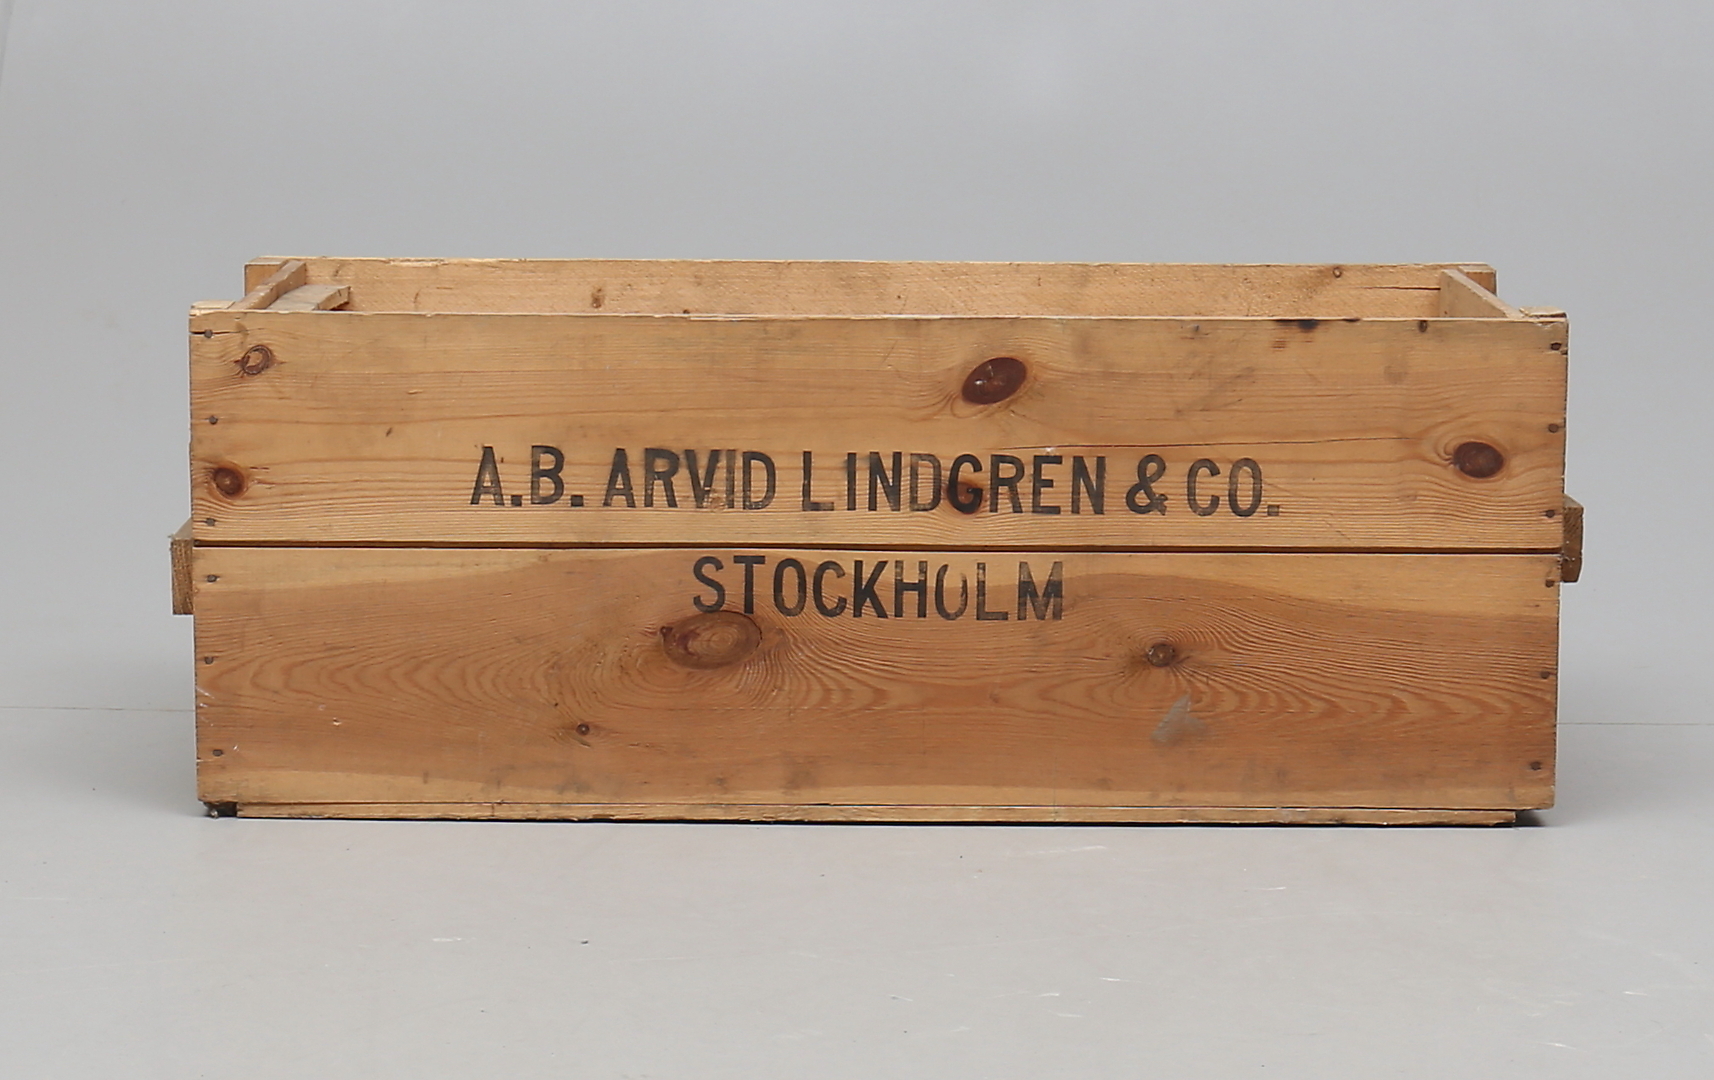 A.B. ARVID LINDGREN & CO.
STOCKHOLM